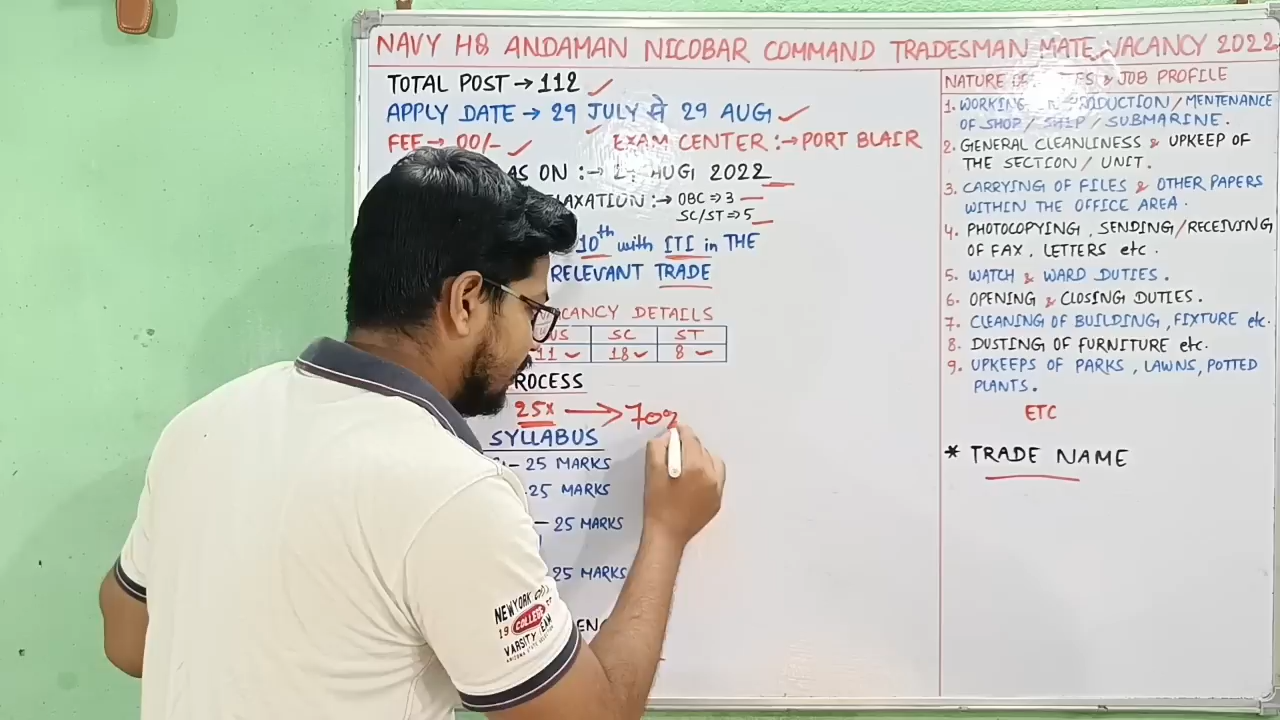 NAVY HQ ANDAMAN NICOBAR COMMAND TRADESMAN MATE VACANCY 2022
TOTAL POST → 112 ✓
APPLY DATE → 29 JULY से 29 AUG ✓
FEE → 00/- ✓ EXAM CENTER :→ PORT BLAIR
AS ON :→ AUG 2022
:→ OBC ⇒ 3
SC/ST ⇒ 5
10th with ITI in THE
RELEVANT TRADE
VACANCY DETAILS
SC ST
11 ✓ 18 ✓ 8 ✓
25x → 70
SYLLABUS
:- 25 MARKS
25 MARKS
- 25 MARKS
25 MARKS
NATURE & JOB PROFILE
1. WORKING PRODUCTION / MENTENANCE
OF SHOP / SHIP / SUBMARINE.
2. GENERAL CLEANLINESS & UPKEEP OF
THE SECTION / UNIT.
3. CARRYING OF FILES & OTHER PAPERS
WITHIN THE OFFICE AREA.
4. PHOTOCOPYING, SENDING/RECEIVING
OF FAX, LETTERS etc.
5. WATCH & WARD DUTIES.
6. OPENING & CLOSING DUTIES.
7. CLEANING OF BUILDING, FIXTURE etc.
8. DUSTING OF FURNITURE etc.
9. UPKEEPS OF PARKS, LAWNS, POTTED
PLANTS.
ETC
* TRADE NAME
NEWYORK
19 COLLEGE
VARSITY TEAM